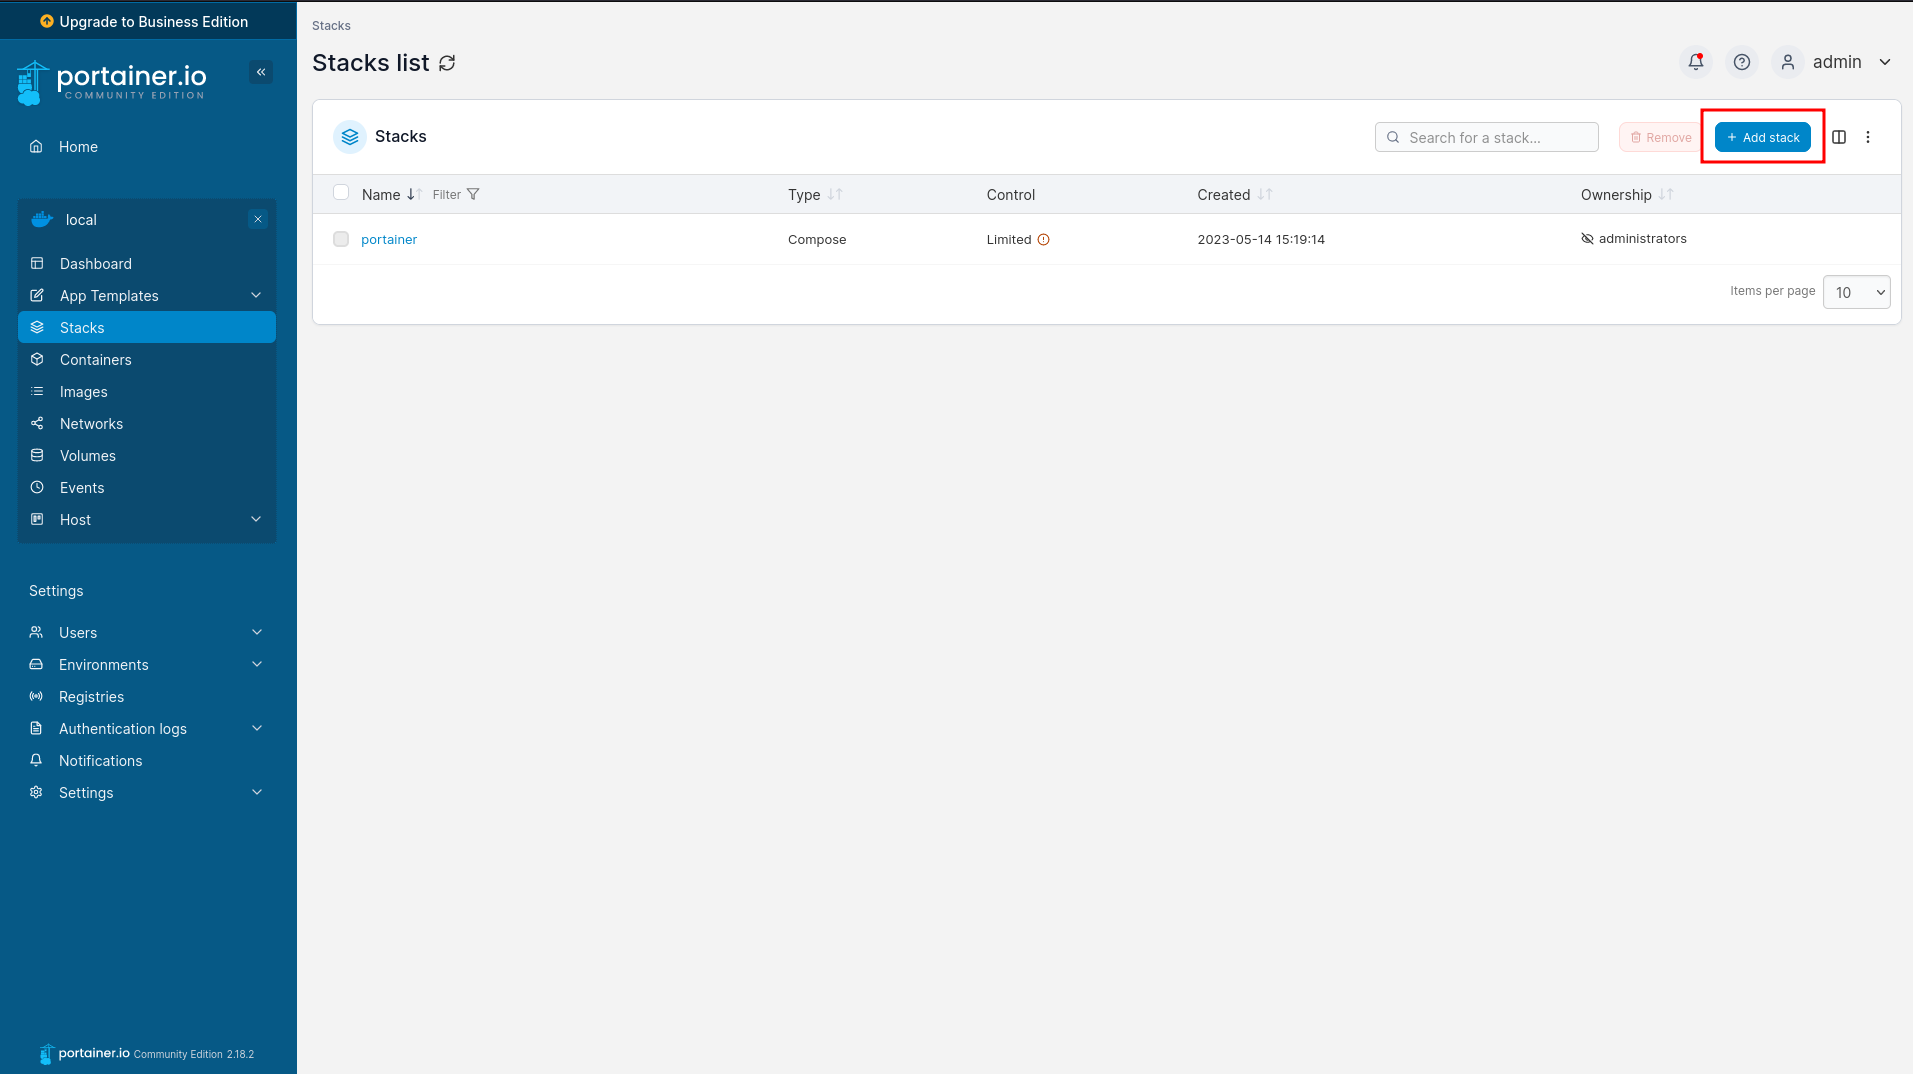 Upgrade to Business Edition
portainer.io
COMMUNITY EDITION
Home
local
Dashboard
App Templates
Stacks
Containers
Images
Networks
Volumes
Events
Host
Settings
Users
Environments
Registries
Authentication logs
Notifications
Settings
portainer.io Community Edition 2.18.2
Stacks
Stacks list
admin
Stacks
Search for a stack...
Remove
+ Add stack
Name Filter Type Control Created Ownership
portainer Compose Limited 2023-05-14 15:19:14 administrators
Items per page 10